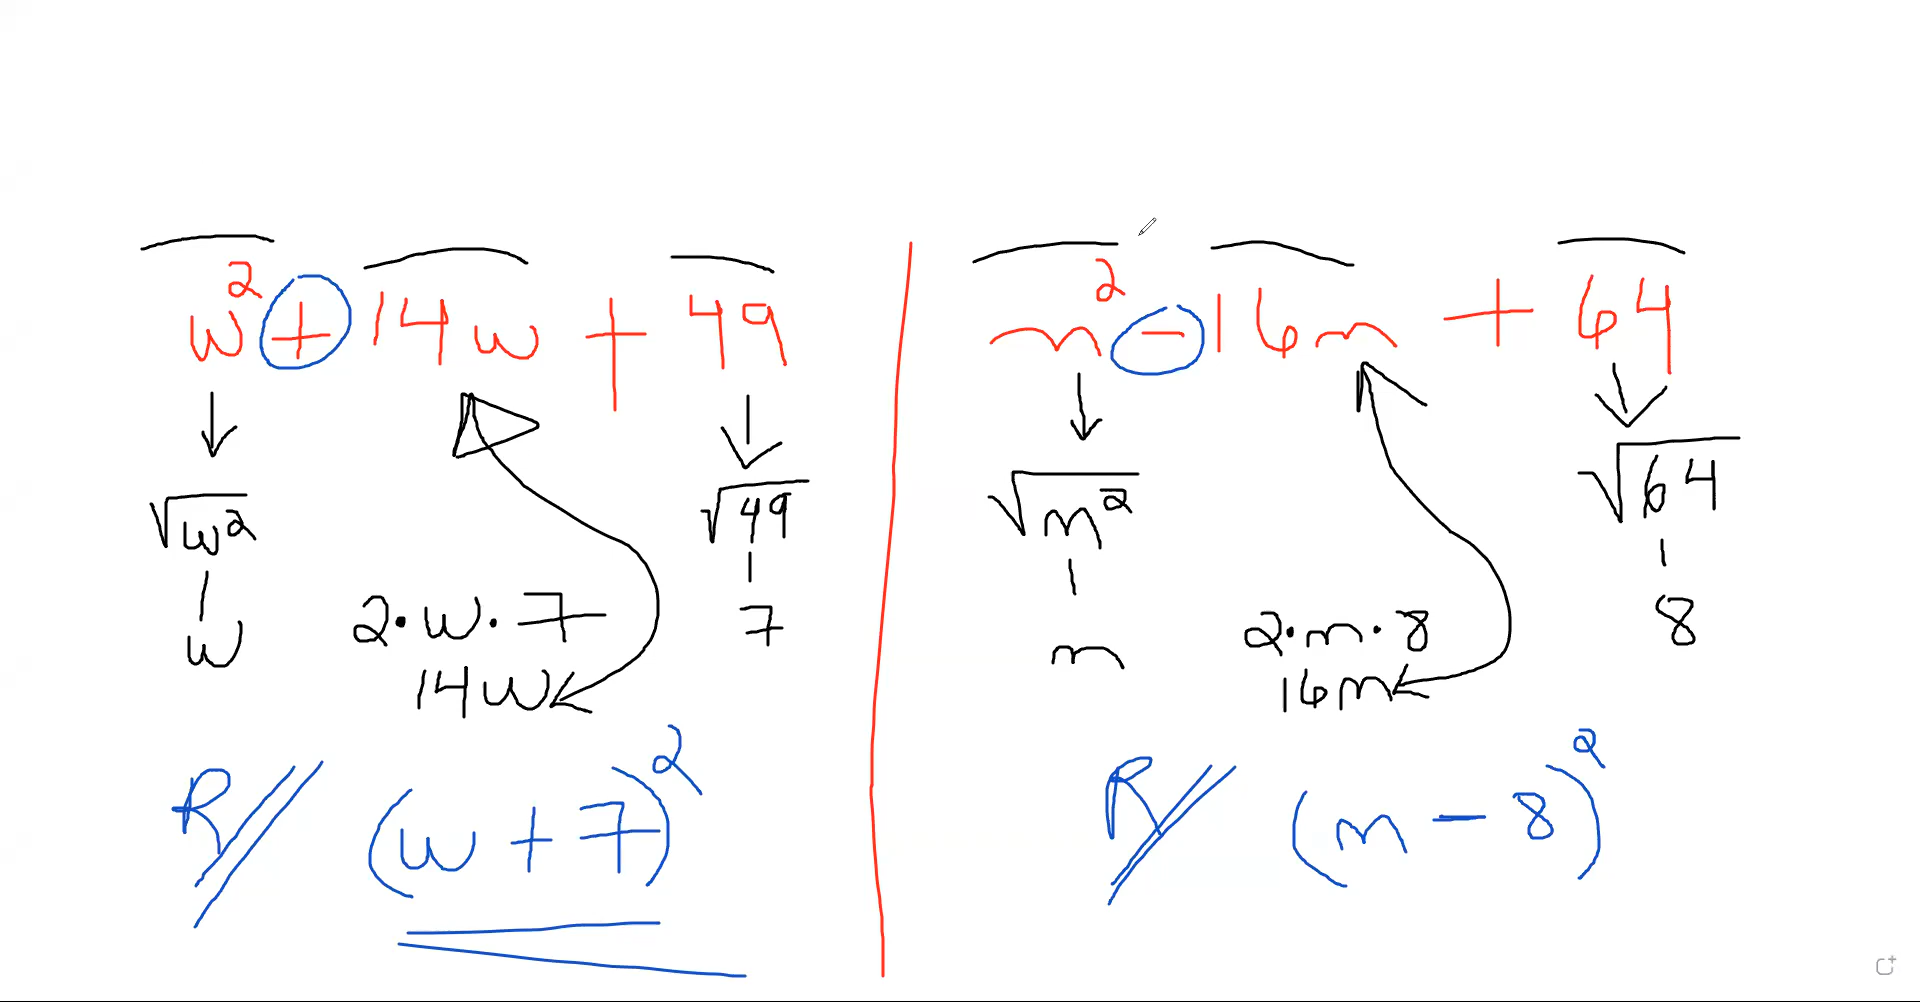 w² + 14w + 49
√w²
√49
w
2·w·7
7
14w
R// (w + 7)²
m² - 16m + 64
√m²
√64
m
2·m·8
8
16m
R// (m - 8)²